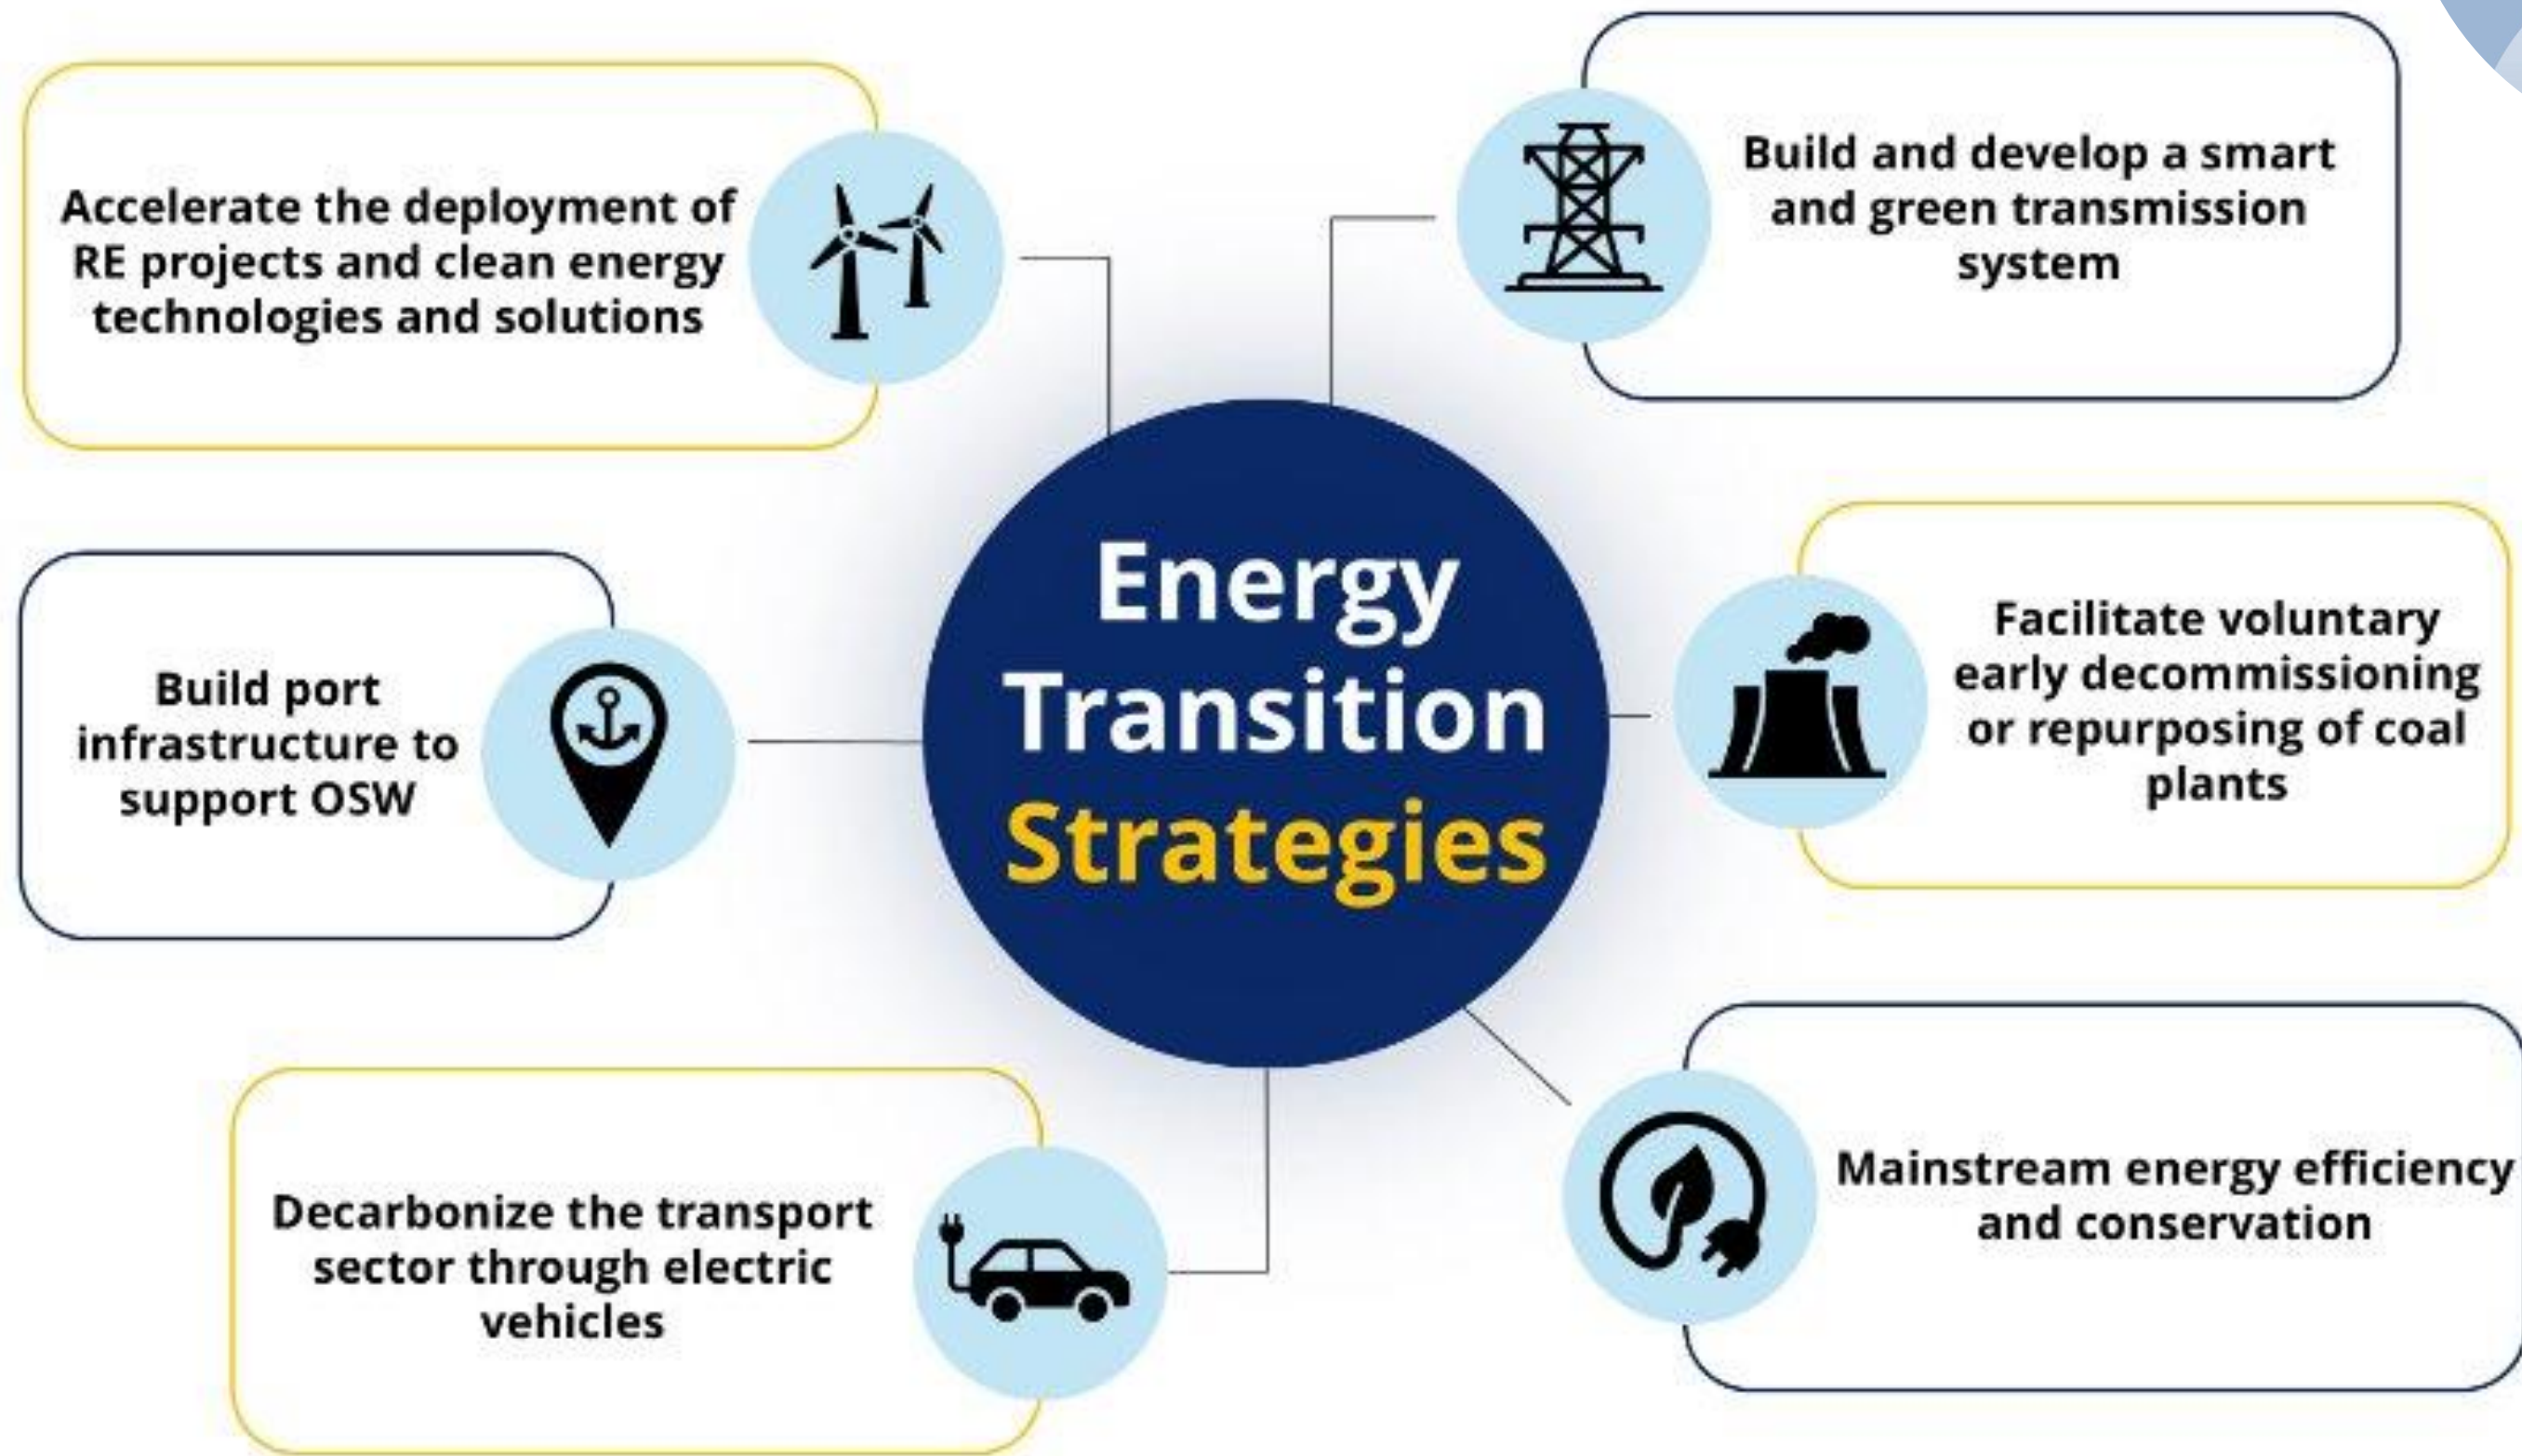 Accelerate the deployment of
RE projects and clean energy
technologies and solutions
Build and develop a smart
and green transmission
system
Energy
Transition
Strategies
Build port
infrastructure to
support OSW
Facilitate voluntary
early decommissioning
or repurposing of coal
plants
Decarbonize the transport
sector through electric
vehicles
Mainstream energy efficiency
and conservation